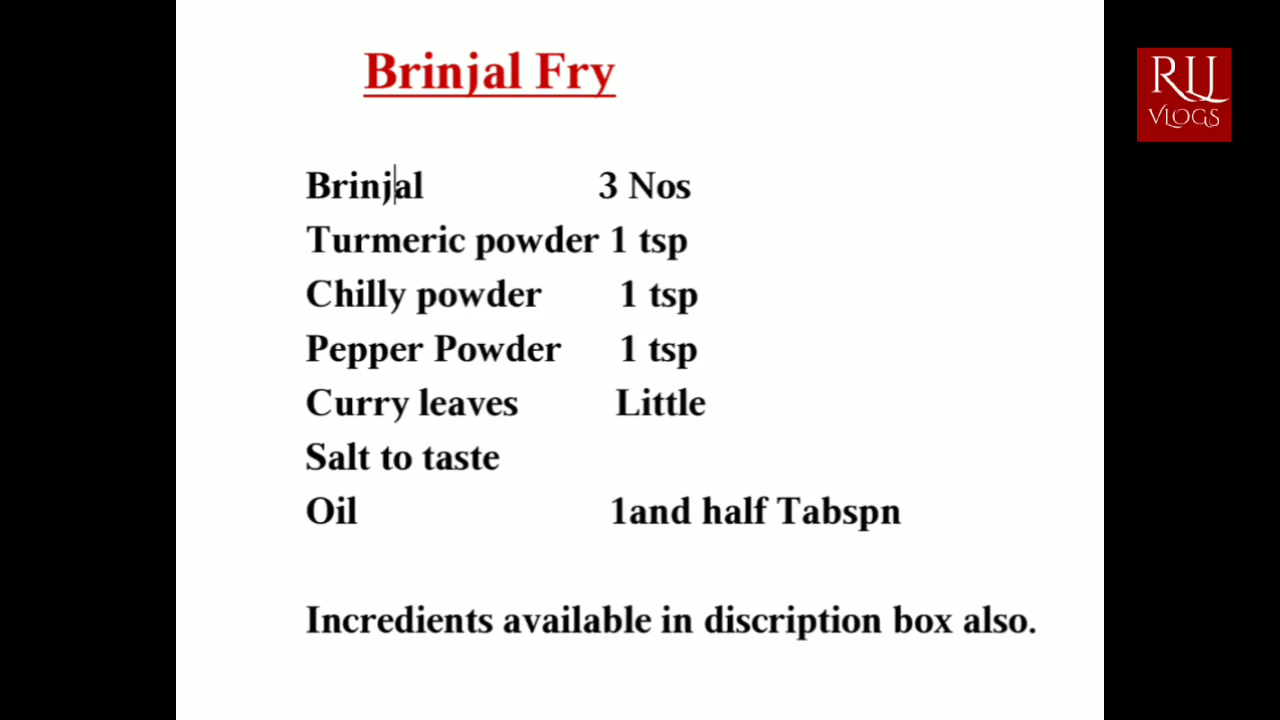 Brinjal Fry
RIJ
VLOGS
Brinjal 3 Nos
Turmeric powder 1 tsp
Chilly powder 1 tsp
Pepper Powder 1 tsp
Curry leaves Little
Salt to taste
Oil 1and half Tabspn
Incredients available in discription box also.